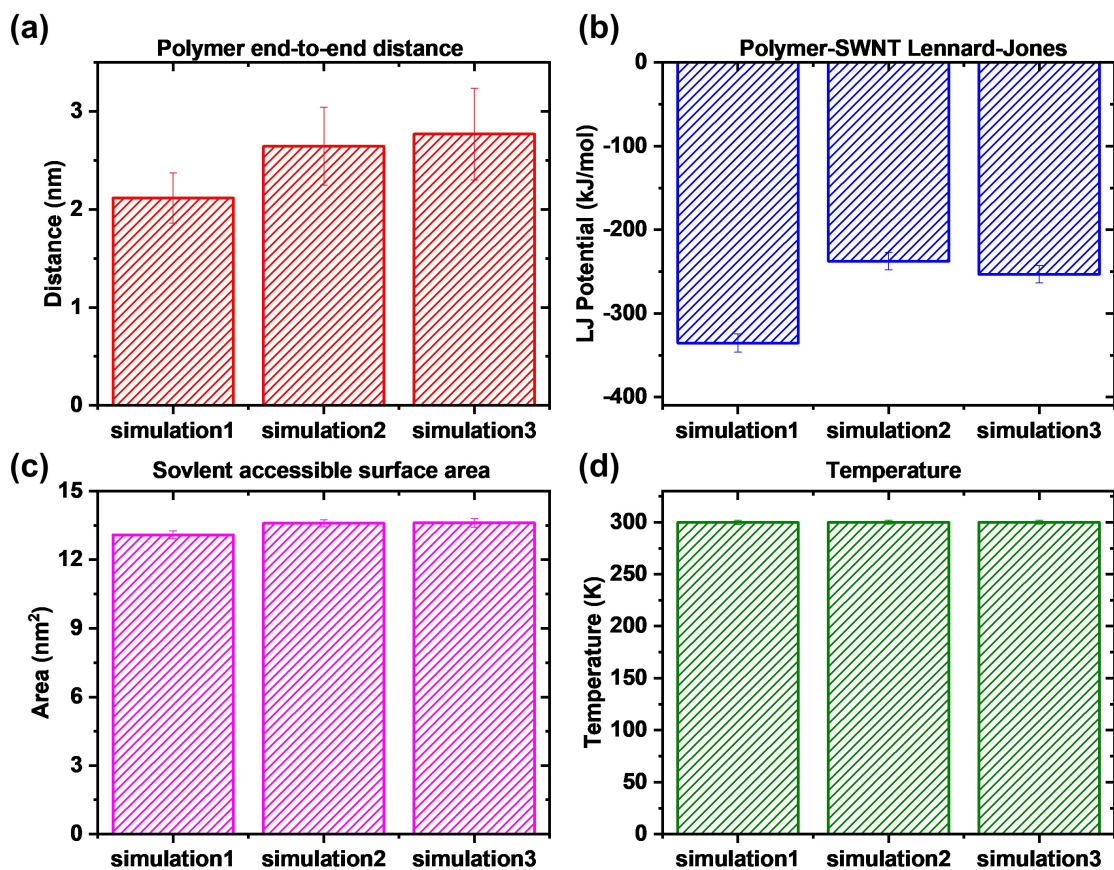 (a)
Polymer end-to-end distance
Distance (nm)
3
2
1
0
simulation1 simulation2 simulation3
(b)
Polymer-SWNT Lennard-Jones
LJ Potential (kJ/mol)
0
-100
-200
-300
-400
simulation1 simulation2 simulation3
(c)
Sovlent accessible surface area
Area (nm²)
15
12
9
6
3
0
simulation1 simulation2 simulation3
(d)
Temperature
Temperature (K)
300
250
200
150
100
50
0
simulation1 simulation2 simulation3